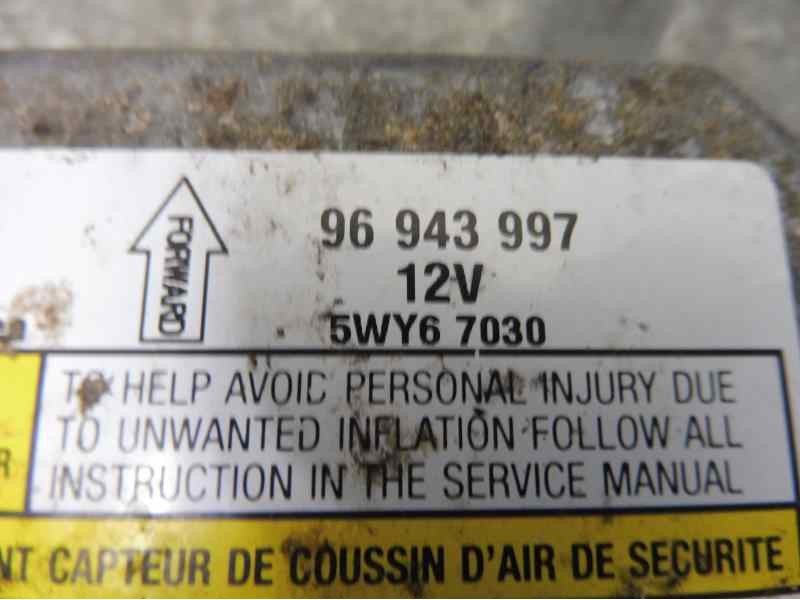 FORWARD
96 943 997
12V
5WY6 7030
TO HELP AVOID PERSONAL INJURY DUE
TO UNWANTED INFLATION FOLLOW ALL
INSTRUCTION IN THE SERVICE MANUAL
R
NT CAPTEUR DE COUSSIN D'AIR DE SECURITE